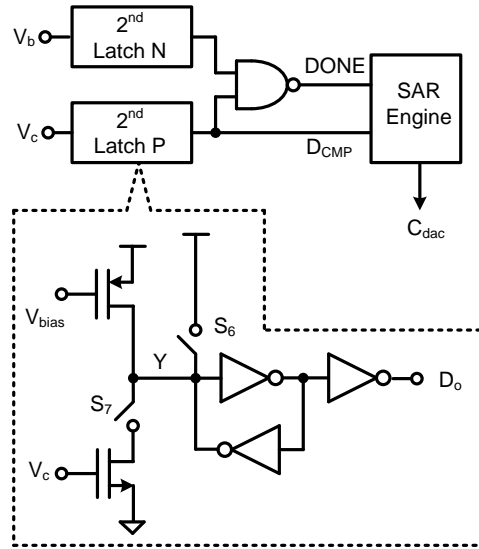 V_b
2nd
Latch N
DONE
SAR
Engine
V_c
2nd
Latch P
D_CMP
C_dac
V_bias
S_6
Y
S_7
D_o
V_c